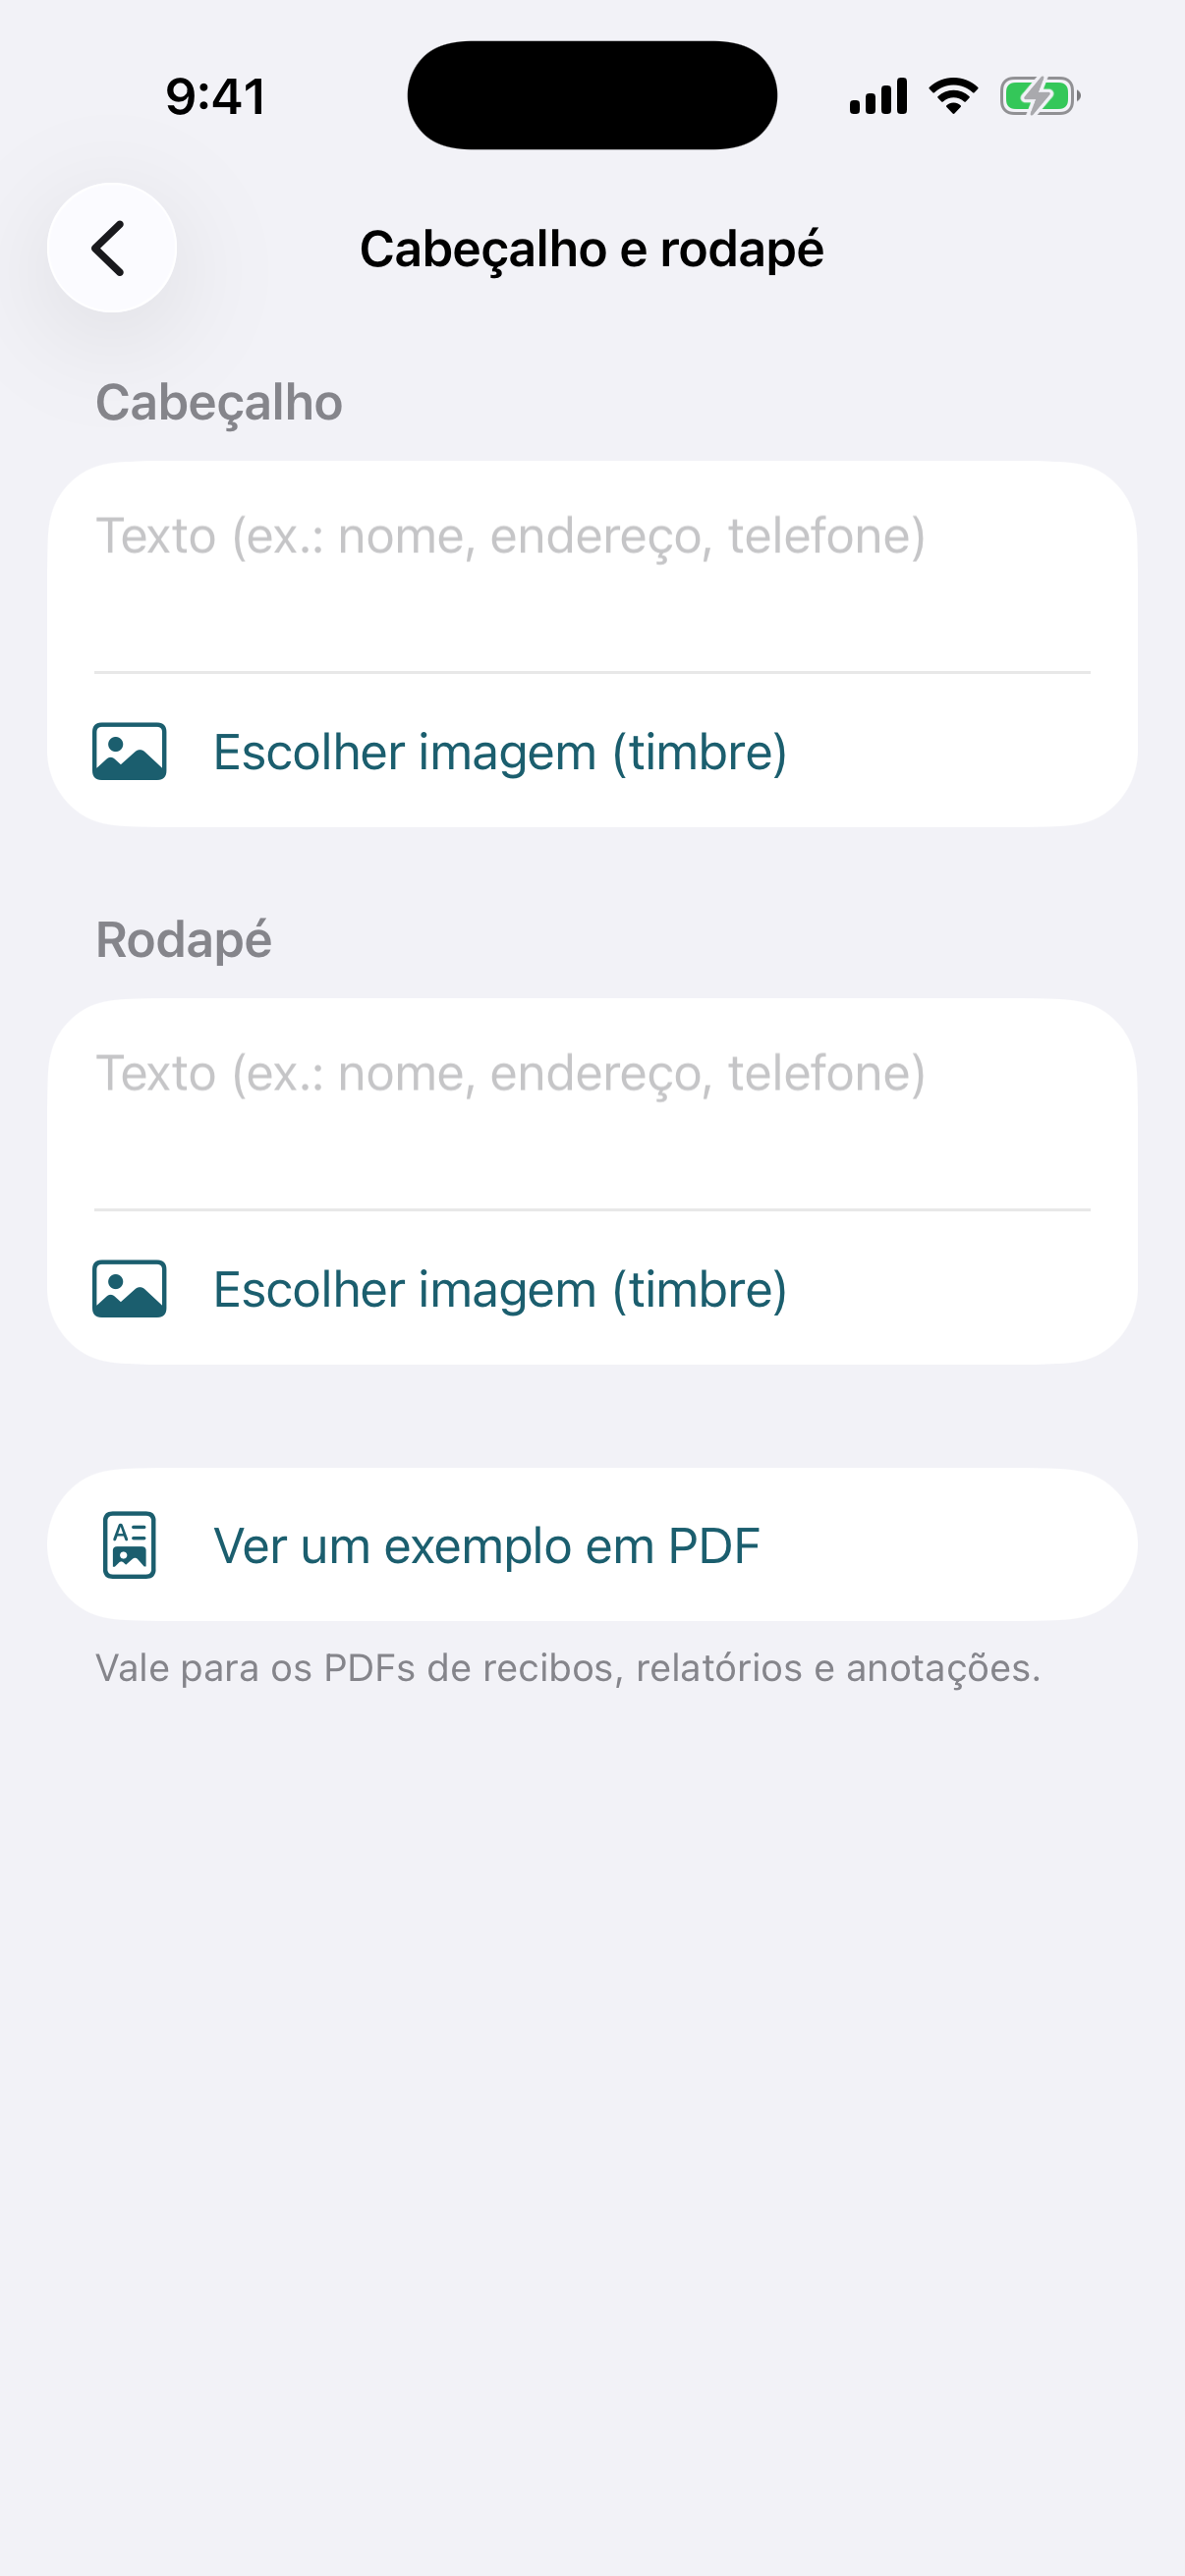 9:41
Cabeçalho e rodapé
Cabeçalho
Texto (ex.: nome, endereço, telefone)
Escolher imagem (timbre)
Rodapé
Texto (ex.: nome, endereço, telefone)
Escolher imagem (timbre)
Ver um exemplo em PDF
Vale para os PDFs de recibos, relatórios e anotações.